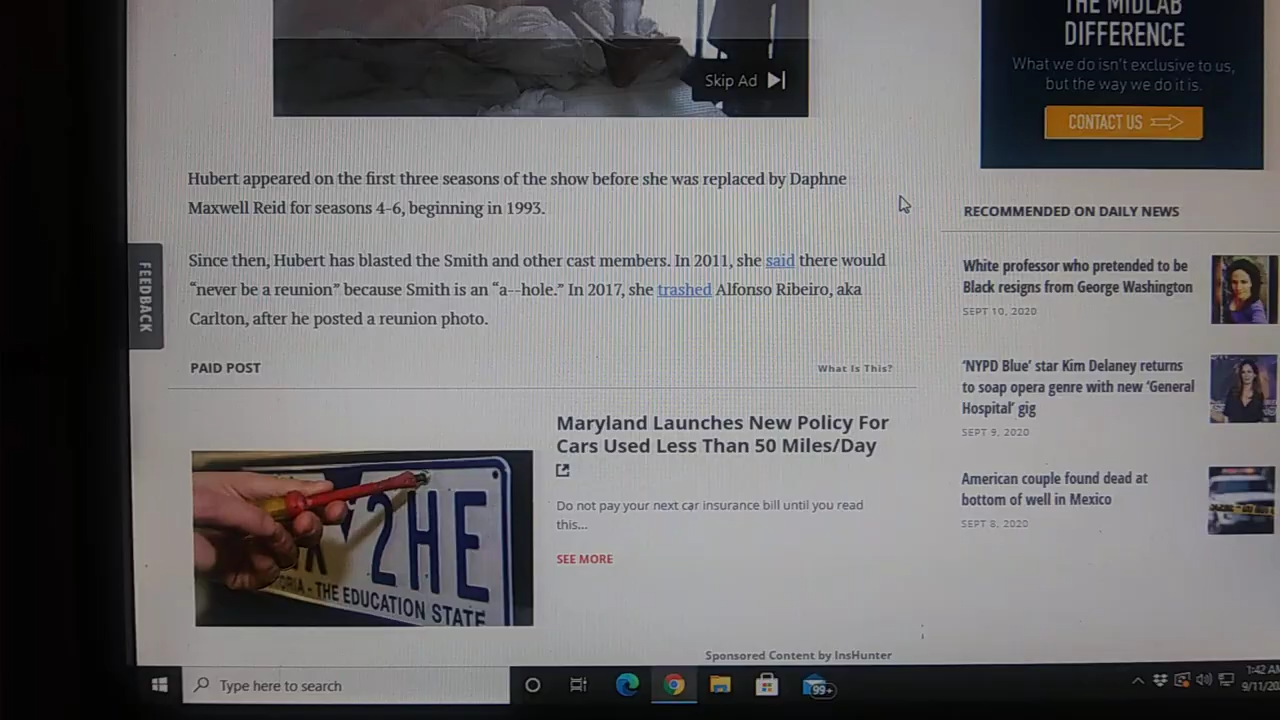 THE MIDLAB
DIFFERENCE
What we do isn't exclusive to us,
but the way we do it is.
CONTACT US
Skip Ad
Hubert appeared on the first three seasons of the show before she was replaced by Daphne
Maxwell Reid for seasons 4-6, beginning in 1993.
Since then, Hubert has blasted the Smith and other cast members. In 2011, she said there would
“never be a reunion” because Smith is an “a--hole.” In 2017, she trashed Alfonso Ribeiro, aka
Carlton, after he posted a reunion photo.
FEEDBACK
PAID POST
What Is This?
Maryland Launches New Policy For
Cars Used Less Than 50 Miles/Day
Do not pay your next car insurance bill until you read
this...
SEE MORE
2HE
- THE EDUCATION STATE
Sponsored Content by InsHunter
RECOMMENDED ON DAILY NEWS
White professor who pretended to be
Black resigns from George Washington
SEPT 10, 2020
‘NYPD Blue’ star Kim Delaney returns
to soap opera genre with new ‘General
Hospital’ gig
SEPT 9, 2020
American couple found dead at
bottom of well in Mexico
SEPT 8, 2020
Type here to search
99+
1:42 AM